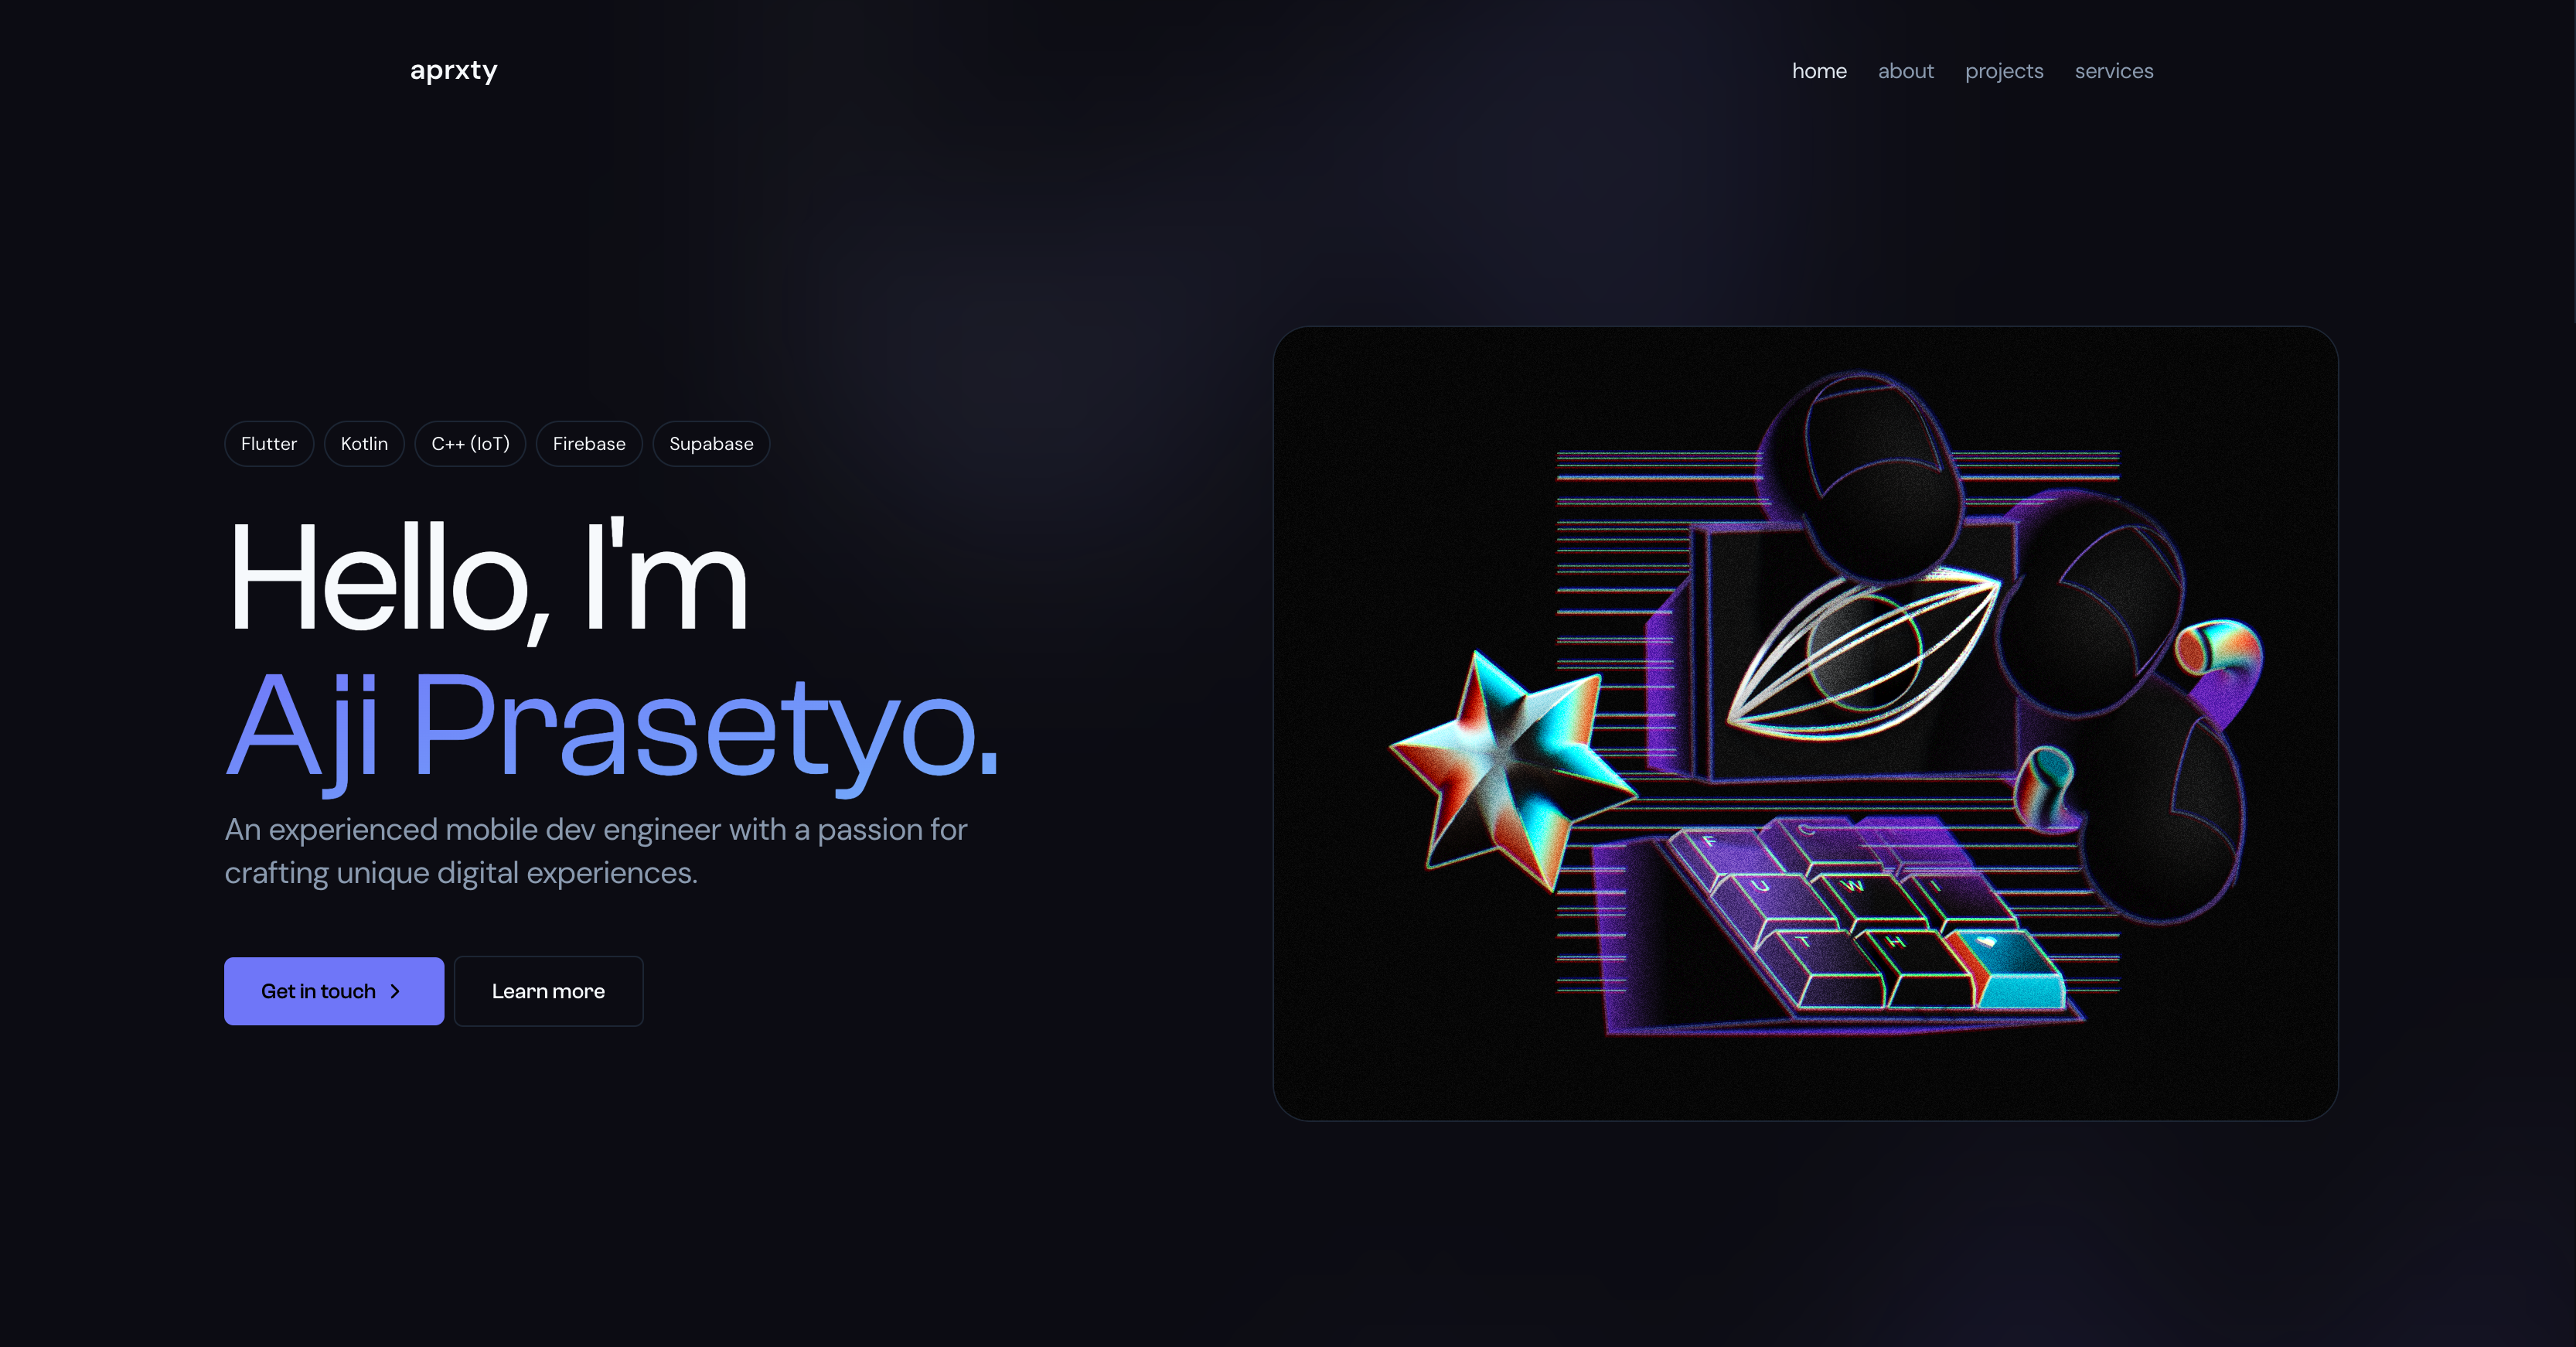 aprxty
home about projects services
Flutter Kotlin C++ (IoT) Firebase Supabase
Hello, I'm
Aji Prasetyo.
An experienced mobile dev engineer with a passion for
crafting unique digital experiences.
Get in touch
Learn more
F C
U W I
T H